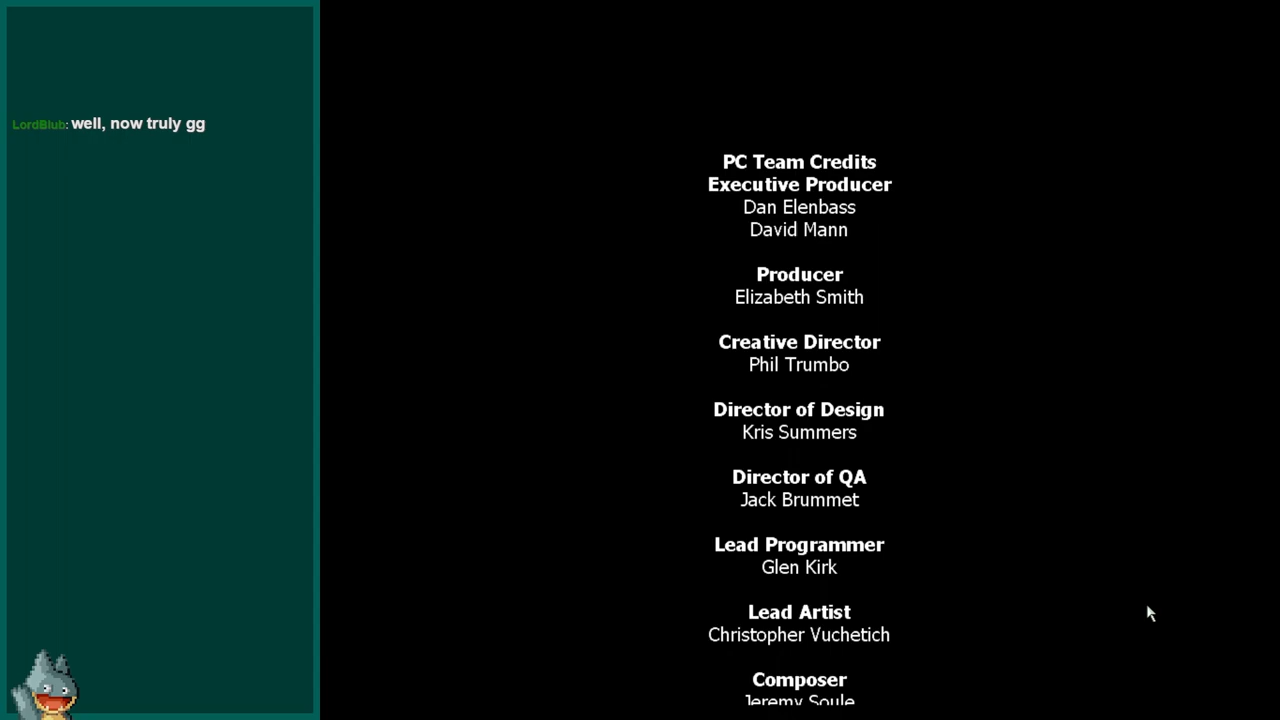 LordBlub: well, now truly gg
PC Team Credits
Executive Producer
Dan Elenbass
David Mann
Producer
Elizabeth Smith
Creative Director
Phil Trumbo
Director of Design
Kris Summers
Director of QA
Jack Brummet
Lead Programmer
Glen Kirk
Lead Artist
Christopher Vuchetich
Composer
Jeremy Soule